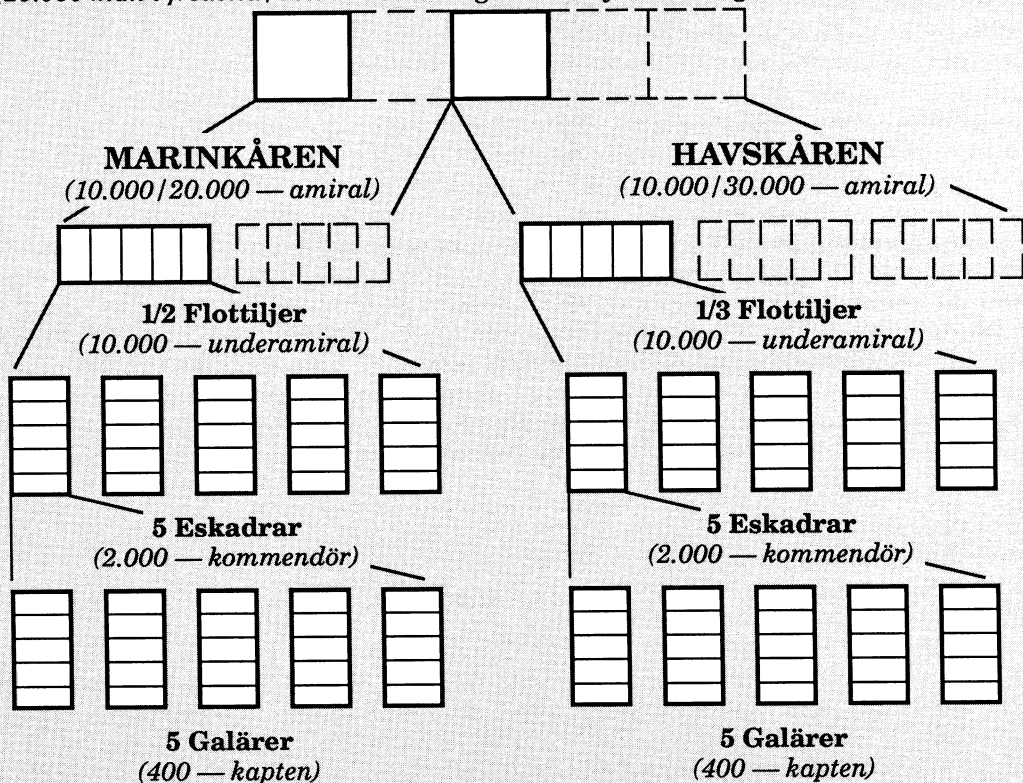 MARINKÅREN
(10.000/20.000 — amiral)
HAVSKÅREN
(10.000/30.000 — amiral)
1/2 Flottiljer
(10.000 — underamiral)
1/3 Flottiljer
(10.000 — underamiral)
5 Eskadrar
(2.000 — kommendör)
5 Eskadrar
(2.000 — kommendör)
5 Galärer
(400 — kapten)
5 Galärer
(400 — kapten)